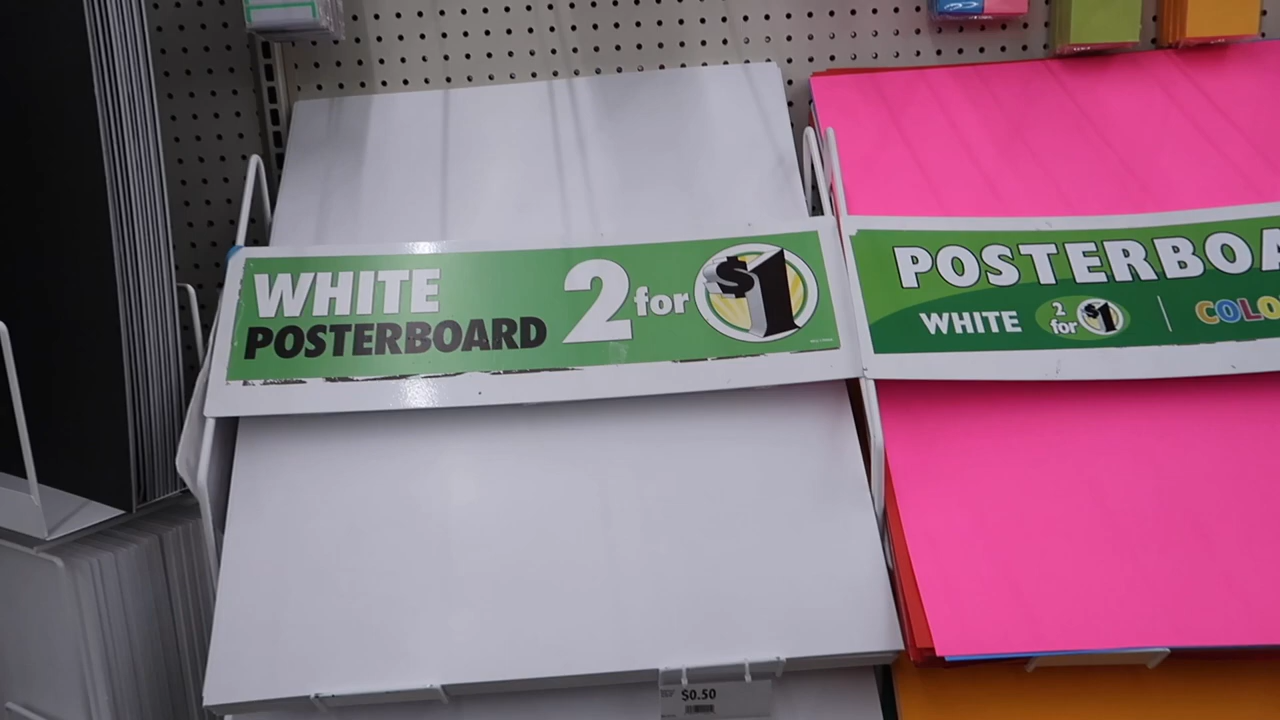 WHITE
POSTERBOARD
2 for $1
POSTERBOA
WHITE 2 for $1 | COLO
$0.50